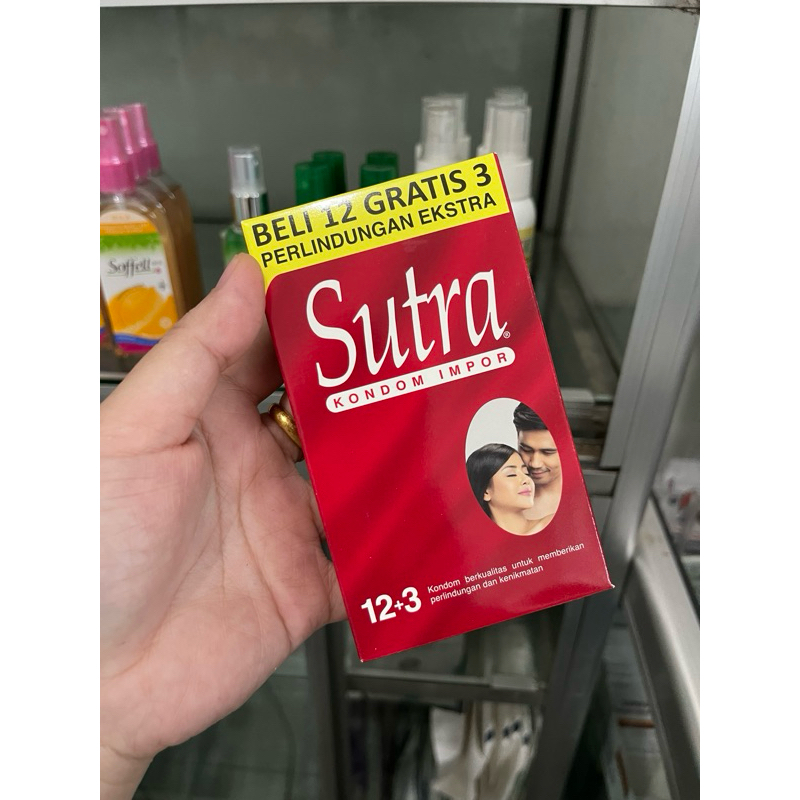 BELI 12 GRATIS 3
PERLINDUNGAN EKSTRA
Sutra®
KONDOM IMPOR
12+3
Kondom berkualitas untuk memberikan
perlindungan dan kenikmatan
Soffell